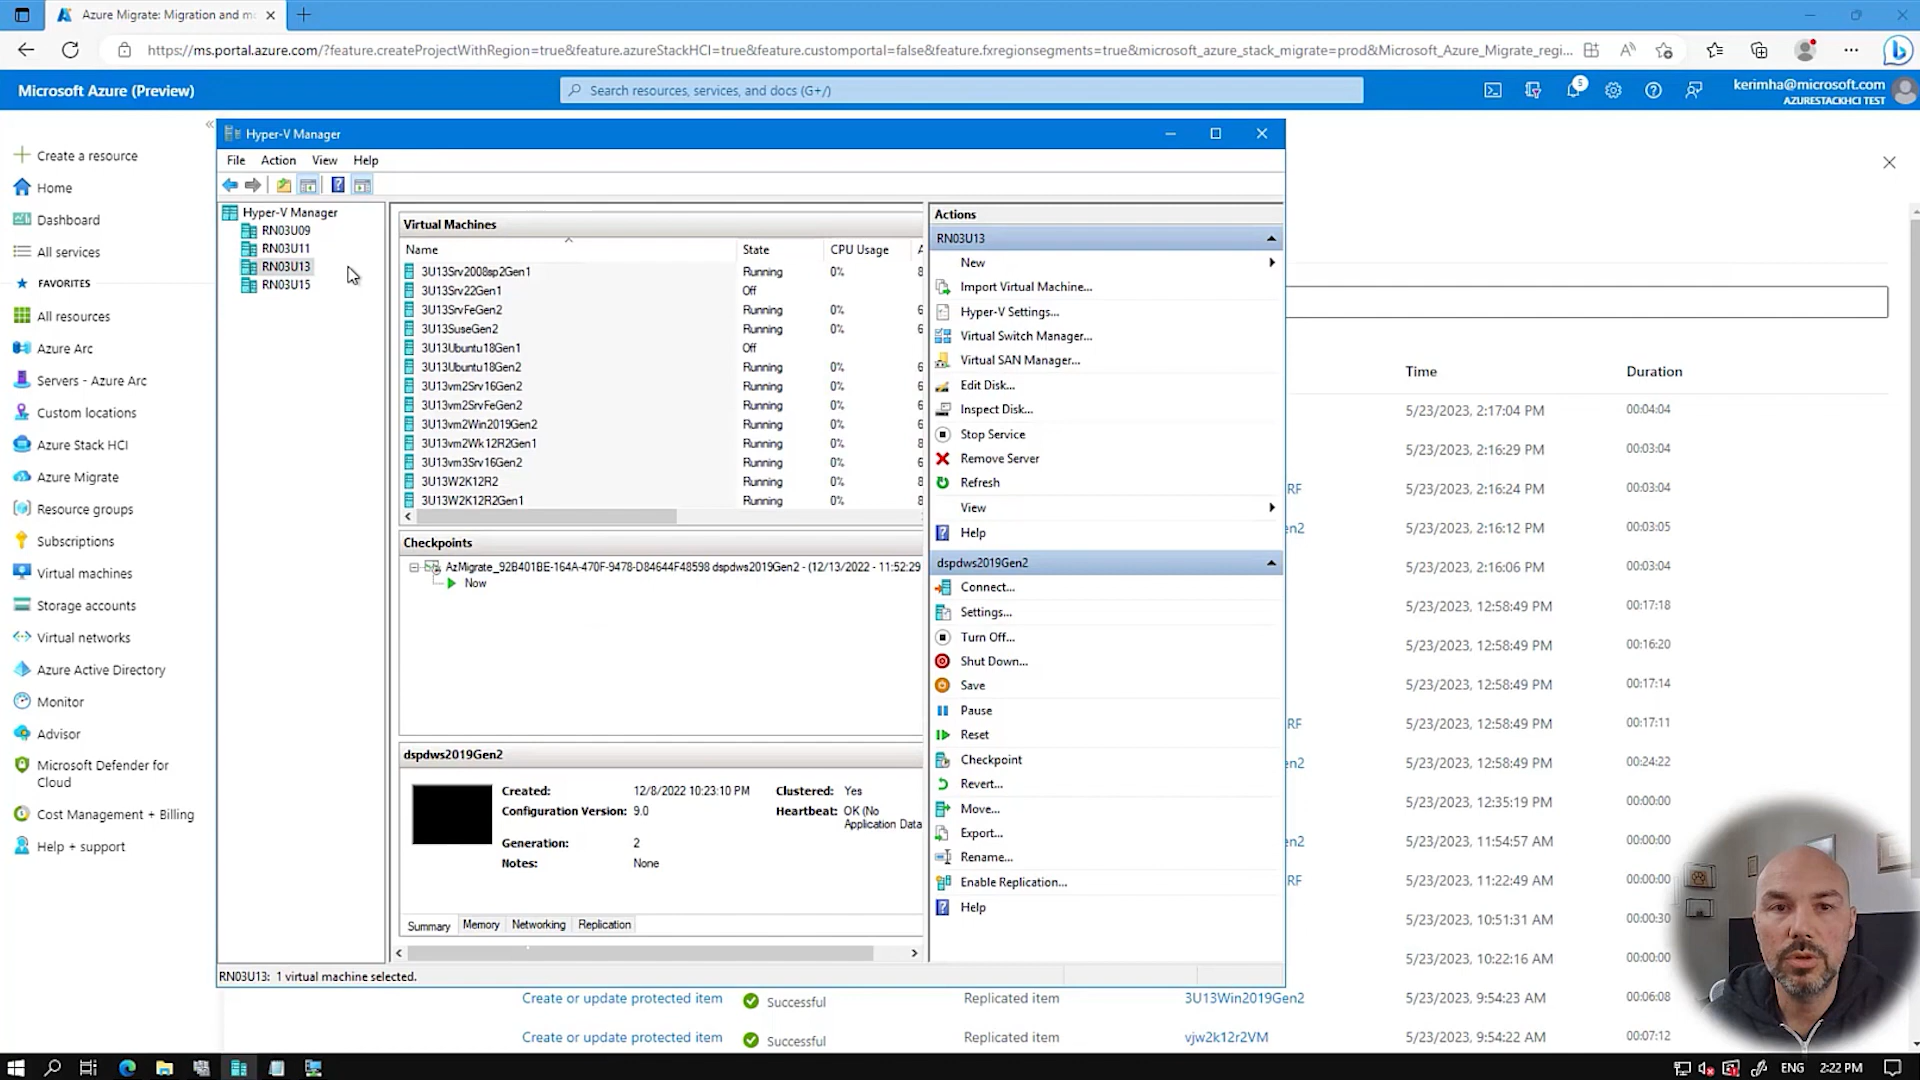 Azure Migrate: Migration and mo
https://ms.portal.azure.com/?feature.createProjectWithRegion=true&feature.azureStackHCI=true&feature.customportal=false&feature.fxregionsegments=true&microsoft_azure_stack_migrate=prod&Microsoft_Azure_Migrate_regi...
Microsoft Azure (Preview)
Search resources, services, and docs (G+/)
5
kerimha@microsoft.com
AZURESTACKHCI TEST
Create a resource
Home
Dashboard
All services
FAVORITES
All resources
Azure Arc
Servers - Azure Arc
Custom locations
Azure Stack HCI
Azure Migrate
Resource groups
Subscriptions
Virtual machines
Storage accounts
Virtual networks
Azure Active Directory
Monitor
Advisor
Microsoft Defender for
Cloud
Cost Management + Billing
Help + support
Hyper-V Manager
File Action View Help
Hyper-V Manager
RN03U09
RN03U11
RN03U13
RN03U15
Virtual Machines
Name State CPU Usage
3U13Srv2008sp2Gen1 Running 0% 8
3U13Srv22Gen1 Off
3U13SrvFeGen2 Running 0% 6
3U13SuseGen2 Running 0% 6
3U13Ubuntu18Gen1 Off
3U13Ubuntu18Gen2 Running 0% 6
3U13vm2Srv16Gen2 Running 0% 6
3U13vm2SrvFeGen2 Running 0% 6
3U13vm2Win2019Gen2 Running 0% 6
3U13vm2Wk12R2Gen1 Running 0% 8
3U13vm3Srv16Gen2 Running 0% 6
3U13W2K12R2 Running 0% 8
3U13W2K12R2Gen1 Running 0% 8
Checkpoints
AzMigrate_92B401BE-164A-470F-9478-D84644F48598 dspdws2019Gen2 - (12/13/2022 - 11:52:29
Now
dspdws2019Gen2
Created: 12/8/2022 10:23:10 PM Clustered: Yes
Configuration Version: 9.0 Heartbeat: OK (No
Application Data
Generation: 2
Notes: None
Summary Memory Networking Replication
RN03U13: 1 virtual machine selected.
Actions
RN03U13
New
Import Virtual Machine...
Hyper-V Settings...
Virtual Switch Manager...
Virtual SAN Manager...
Edit Disk...
Inspect Disk...
Stop Service
Remove Server
Refresh
View
Help
dspdws2019Gen2
Connect...
Settings...
Turn Off...
Shut Down...
Save
Pause
Reset
Checkpoint
Revert...
Move...
Export...
Rename...
Enable Replication...
Help
Time Duration
5/23/2023, 2:17:04 PM 00:04:04
5/23/2023, 2:16:29 PM 00:03:04
RF 5/23/2023, 2:16:24 PM 00:03:04
en2 5/23/2023, 2:16:12 PM 00:03:05
5/23/2023, 2:16:06 PM 00:03:04
5/23/2023, 12:58:49 PM 00:17:18
5/23/2023, 12:58:49 PM 00:16:20
5/23/2023, 12:58:49 PM 00:17:14
RF 5/23/2023, 12:58:49 PM 00:17:11
en2 5/23/2023, 12:58:49 PM 00:24:22
5/23/2023, 12:35:19 PM 00:00:00
en2 5/23/2023, 11:54:57 AM 00:00:00
RF 5/23/2023, 11:22:49 AM 00:00:00
5/23/2023, 10:51:31 AM 00:00:30
5/23/2023, 10:22:16 AM 00:00:00
Create or update protected item Successful Replicated item 3U13Win2019Gen2 5/23/2023, 9:54:23 AM 00:06:08
Create or update protected item Successful Replicated item vjw2k12r2VM 5/23/2023, 9:54:22 AM 00:07:12
ENG 2:22 PM